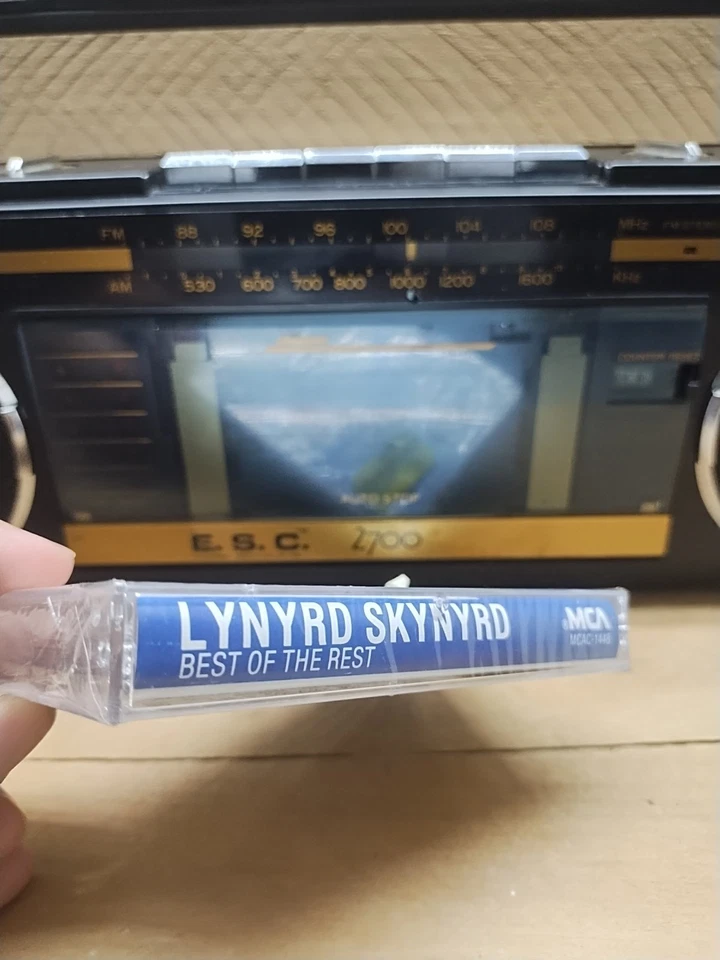 FM 88 92 96 100 104 108 MHz
AM 530 600 700 800 1000 1200 1600 KHz
AUTO STOP
E. S. C. 2700
LYNYRD SKYNYRD
BEST OF THE REST
MCA